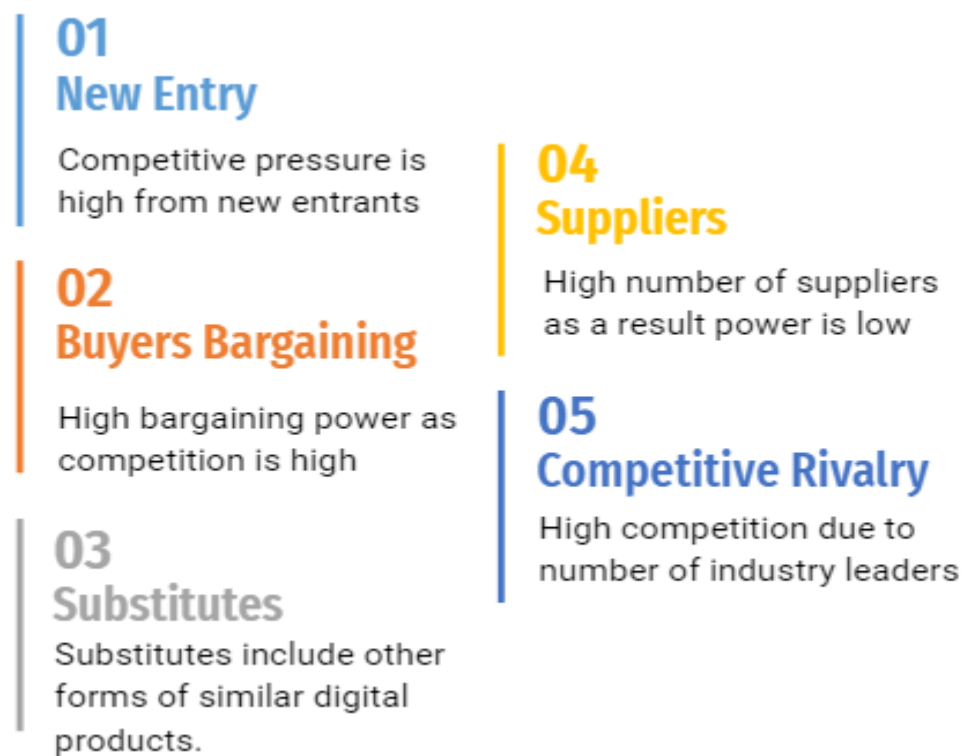 01
New Entry
Competitive pressure is
high from new entrants
02
Buyers Bargaining
High bargaining power as
competition is high
03
Substitutes
Substitutes include other
forms of similar digital
products.
04
Suppliers
High number of suppliers
as a result power is low
05
Competitive Rivalry
High competition due to
number of industry leaders